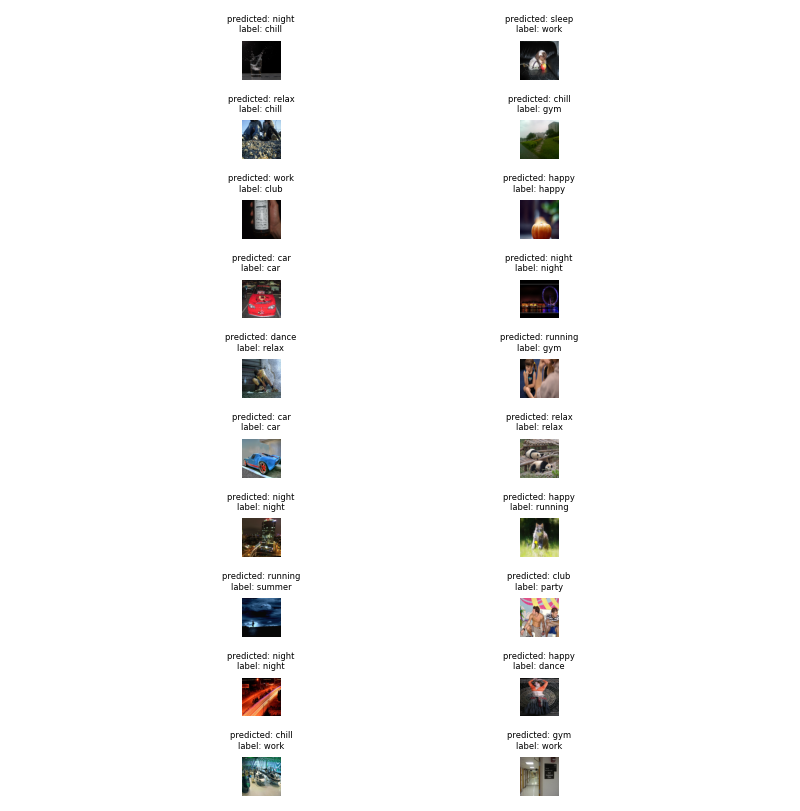 predicted: night
label: chill
predicted: sleep
label: work
predicted: relax
label: chill
predicted: chill
label: gym
predicted: work
label: club
predicted: happy
label: happy
predicted: car
label: car
predicted: night
label: night
predicted: dance
label: relax
predicted: running
label: gym
predicted: car
label: car
predicted: relax
label: relax
predicted: night
label: night
predicted: happy
label: running
predicted: running
label: summer
predicted: club
label: party
predicted: night
label: night
predicted: happy
label: dance
predicted: chill
label: work
predicted: gym
label: work